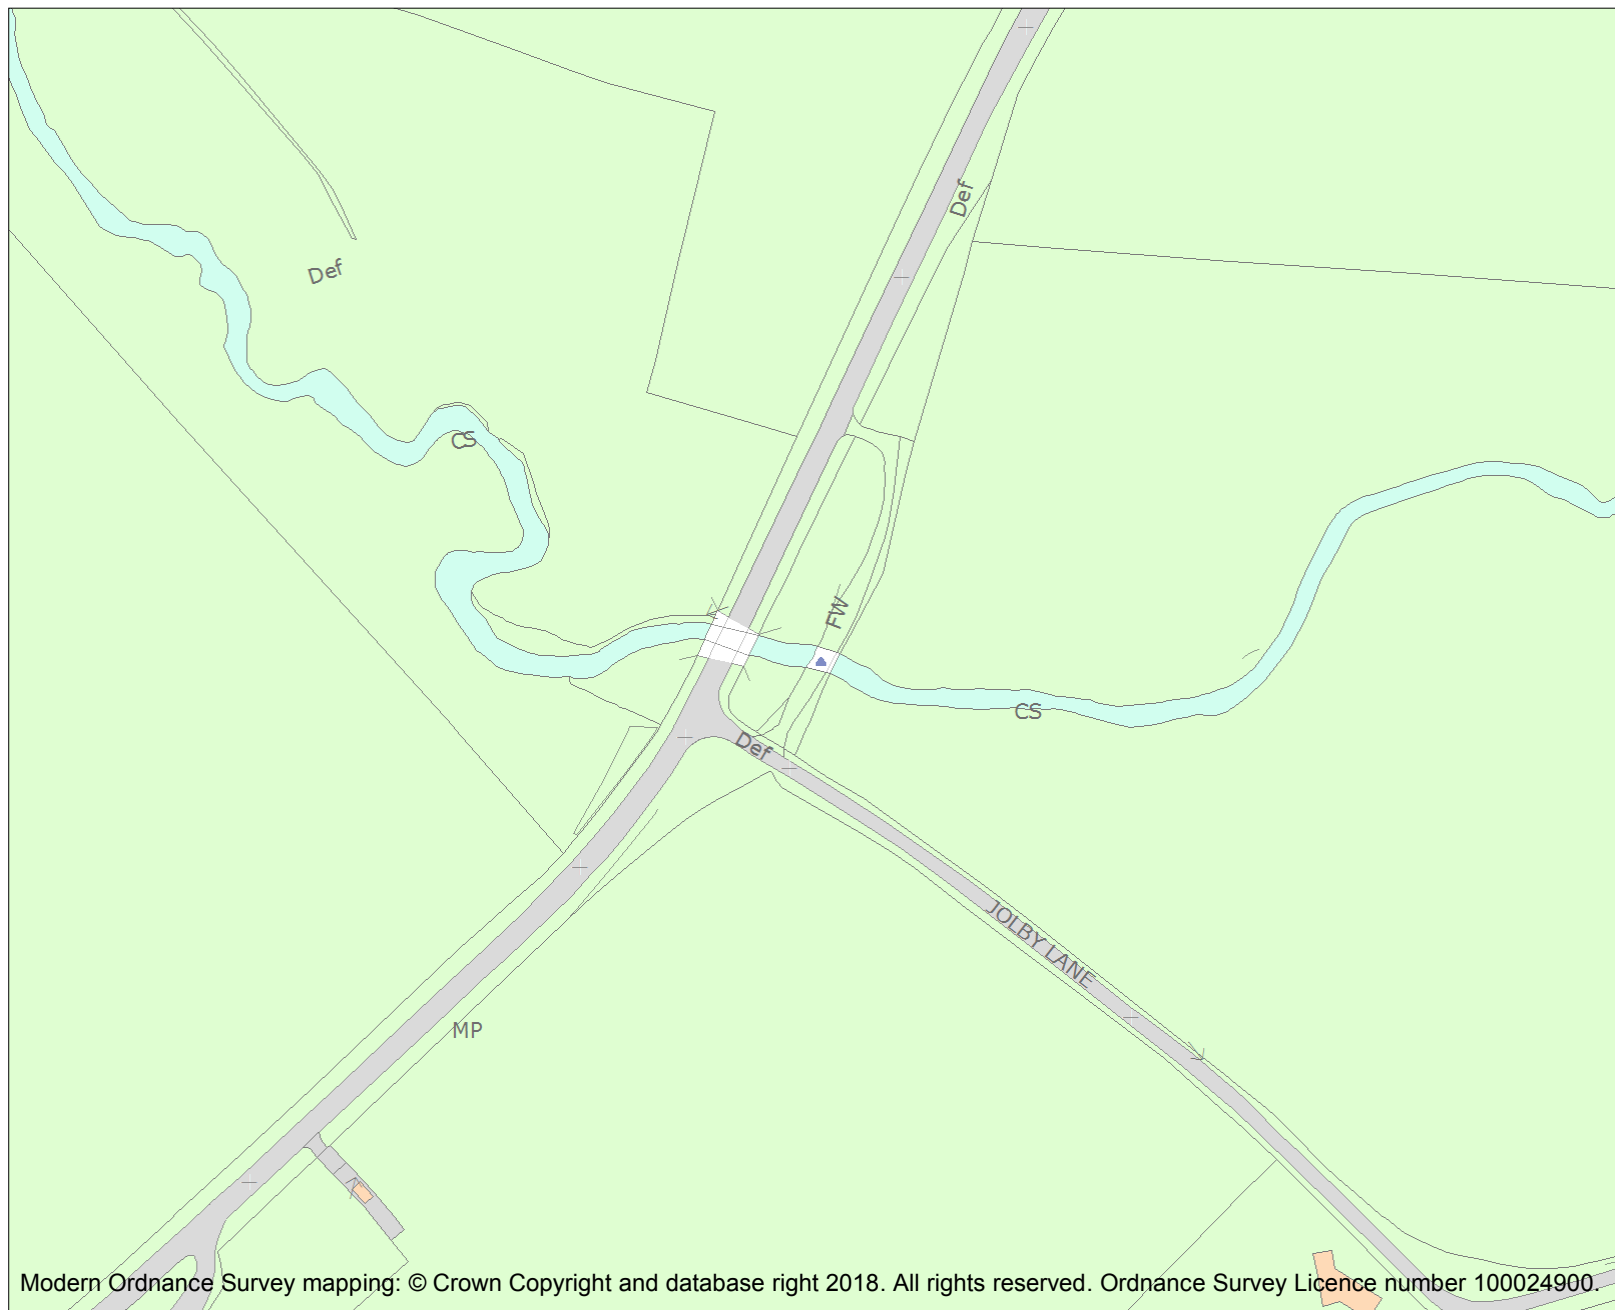 Def
Def
CS
FW
CS
Def
JOLBY LANE
MP
Modern Ordnance Survey mapping: © Crown Copyright and database right 2018. All rights reserved. Ordnance Survey Licence number 100024900.